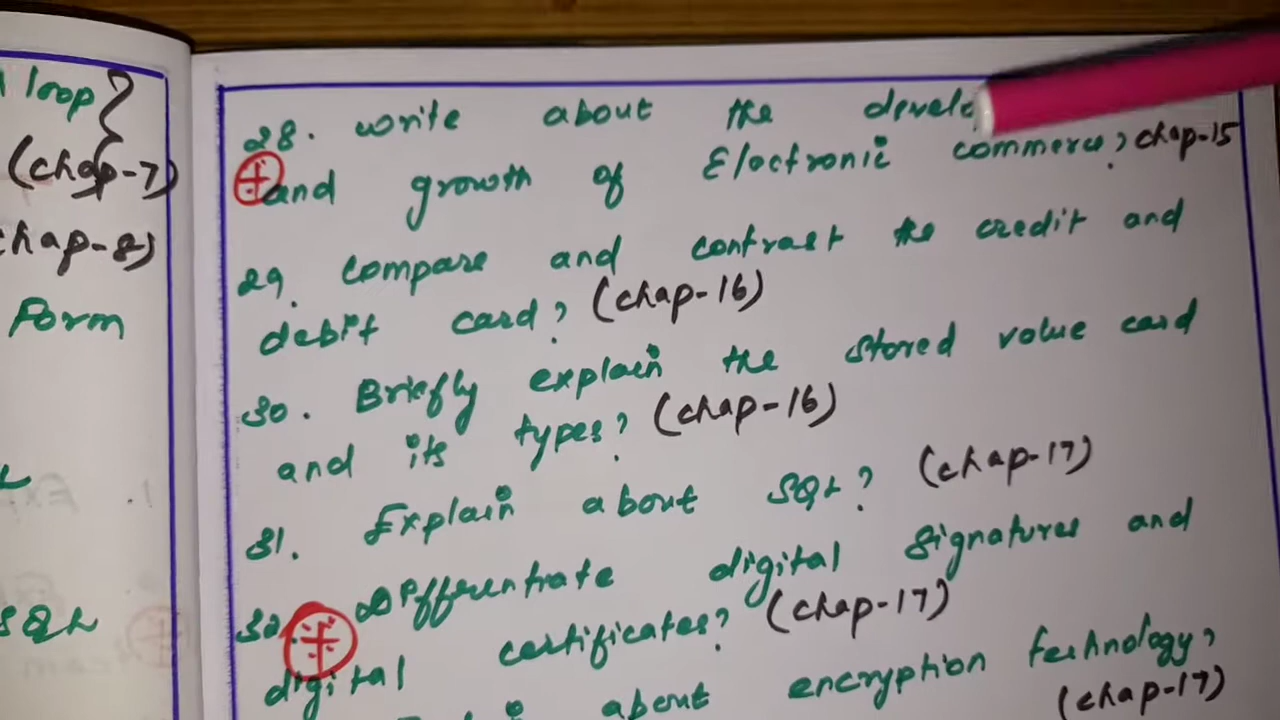 loop
(chap-7)
chap-8)
Form
SQL
28. write about the develo
and growth of Electronic commerce? chap-15
29. compare and contrast the credit and
debit card? (chap-16)
30. Briefly explain the stored value card
and its types? (chap-16)
31. Explain about SQL? (chap-17)
32. Differentrate digital signatures and
digital certificates? (chap-17)
about encryption technology?
(chap-17)